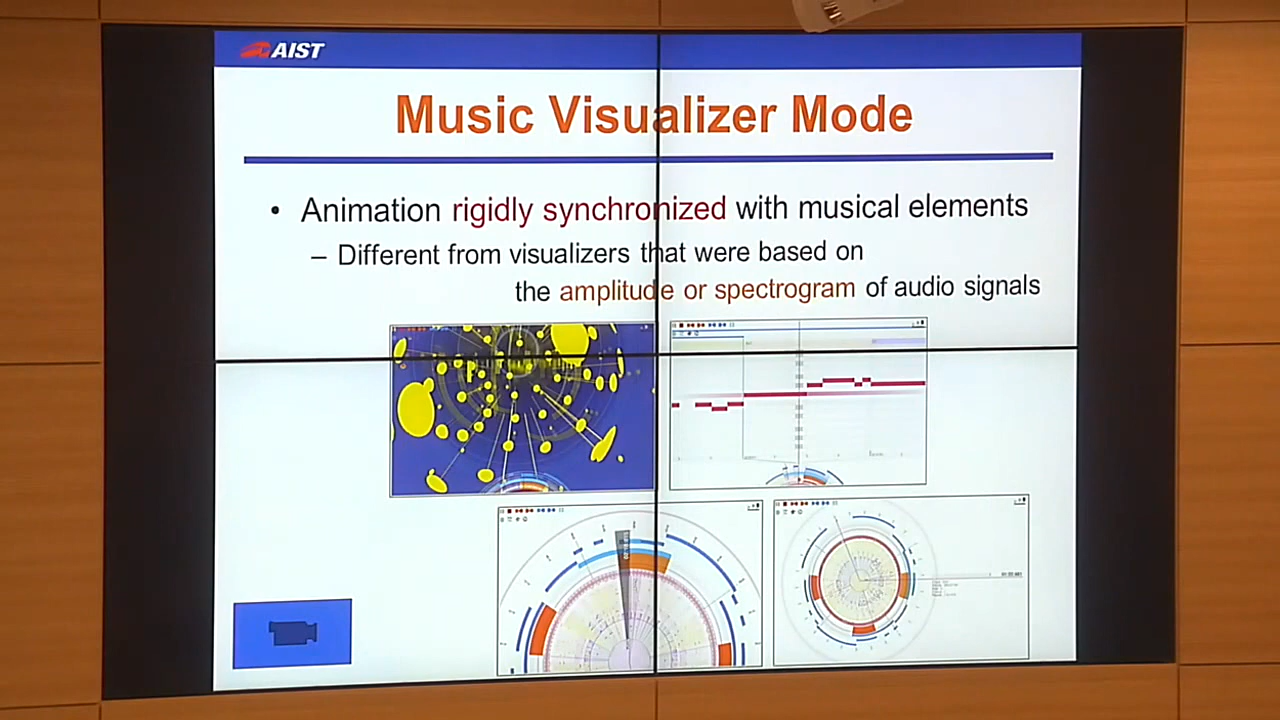 AIST
Music Visualizer Mode
• Animation rigidly synchronized with musical elements
– Different from visualizers that were based on
the amplitude or spectrogram of audio signals